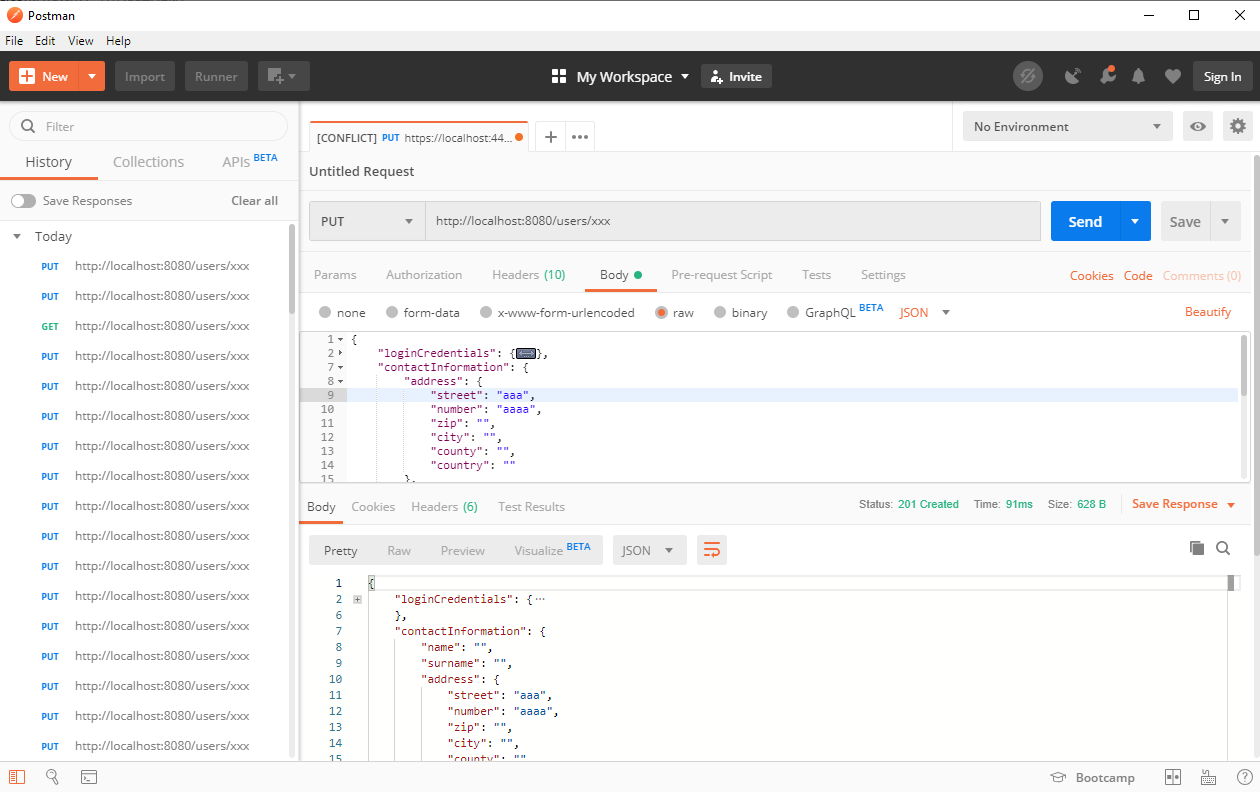 Postman
File Edit View Help
New Import Runner My Workspace Invite Sign In
Filter
History Collections APIs BETA
Save Responses Clear all
Today
PUT http://localhost:8080/users/xxx
PUT http://localhost:8080/users/xxx
GET http://localhost:8080/users/xxx
PUT http://localhost:8080/users/xxx
PUT http://localhost:8080/users/xxx
PUT http://localhost:8080/users/xxx
PUT http://localhost:8080/users/xxx
PUT http://localhost:8080/users/xxx
PUT http://localhost:8080/users/xxx
PUT http://localhost:8080/users/xxx
PUT http://localhost:8080/users/xxx
PUT http://localhost:8080/users/xxx
PUT http://localhost:8080/users/xxx
PUT http://localhost:8080/users/xxx
PUT http://localhost:8080/users/xxx
PUT http://localhost:8080/users/xxx
PUT http://localhost:8080/users/xxx
[CONFLICT] PUT https://localhost:44...
No Environment
Untitled Request
PUT http://localhost:8080/users/xxx Send Save
Params Authorization Headers (10) Body Pre-request Script Tests Settings Cookies Code Comments (0)
none form-data x-www-form-urlencoded raw binary GraphQL BETA JSON Beautify
1 {
2 "loginCredentials": {},
7 "contactInformation": {
8 "address": {
9 "street": "aaa",
10 "number": "aaaa",
11 "zip": "",
12 "city": "",
13 "county": "",
14 "country": ""
15 },
Body Cookies Headers (6) Test Results Status: 201 Created Time: 91ms Size: 628 B Save Response
Pretty Raw Preview Visualize BETA JSON
1 {
2 "loginCredentials": {⋯
6 },
7 "contactInformation": {
8 "name": "",
9 "surname": "",
10 "address": {
11 "street": "aaa",
12 "number": "aaaa",
13 "zip": "",
14 "city": "",
15 "county": ""
Bootcamp